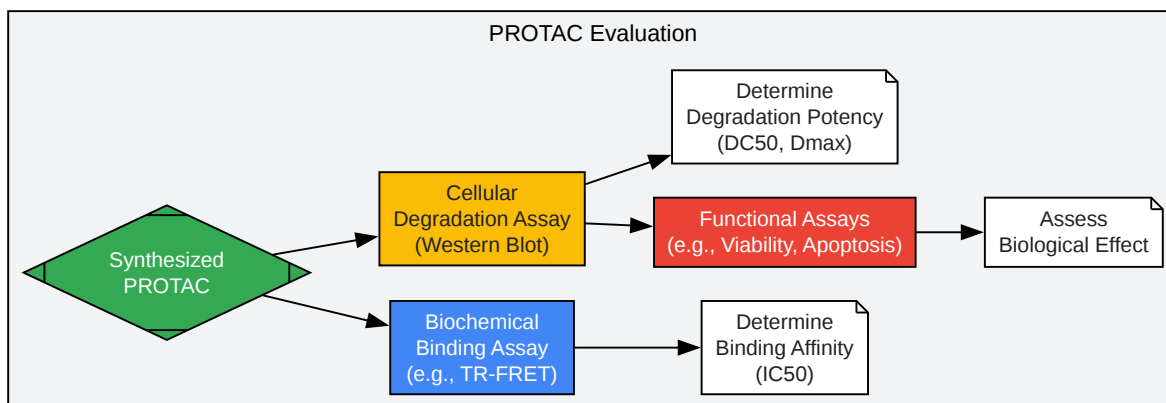 PROTAC Evaluation
Synthesized
PROTAC
Cellular
Degradation Assay
(Western Blot)
Biochemical
Binding Assay
(e.g., TR-FRET)
Determine
Degradation Potency
(DC50, Dmax)
Functional Assays
(e.g., Viability, Apoptosis)
Determine
Binding Affinity
(IC50)
Assess
Biological Effect